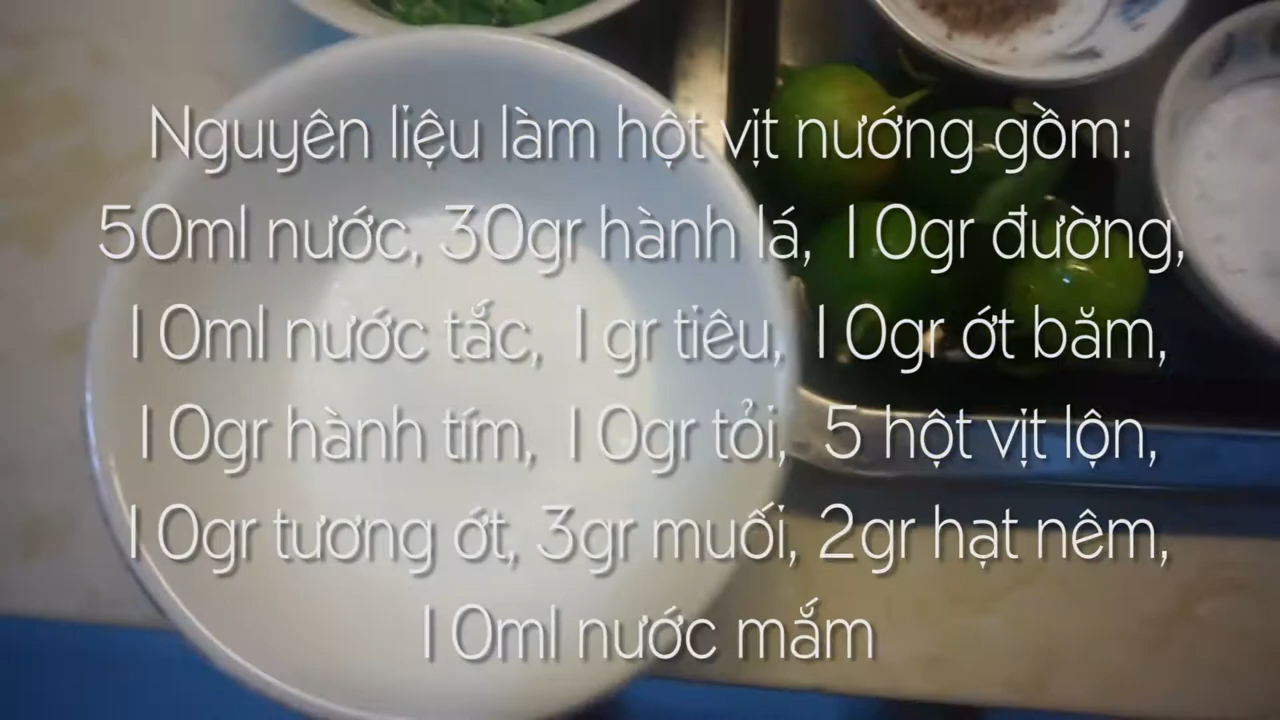 Nguyên liệu làm hột vịt nướng gồm:
50ml nước, 30gr hành lá, 10gr đường,
10ml nước tắc, 1gr tiêu, 10gr ớt băm,
10gr hành tím, 10gr tỏi, 5 hột vịt lộn,
10gr tương ớt, 3gr muối, 2gr hạt nêm,
10ml nước mắm